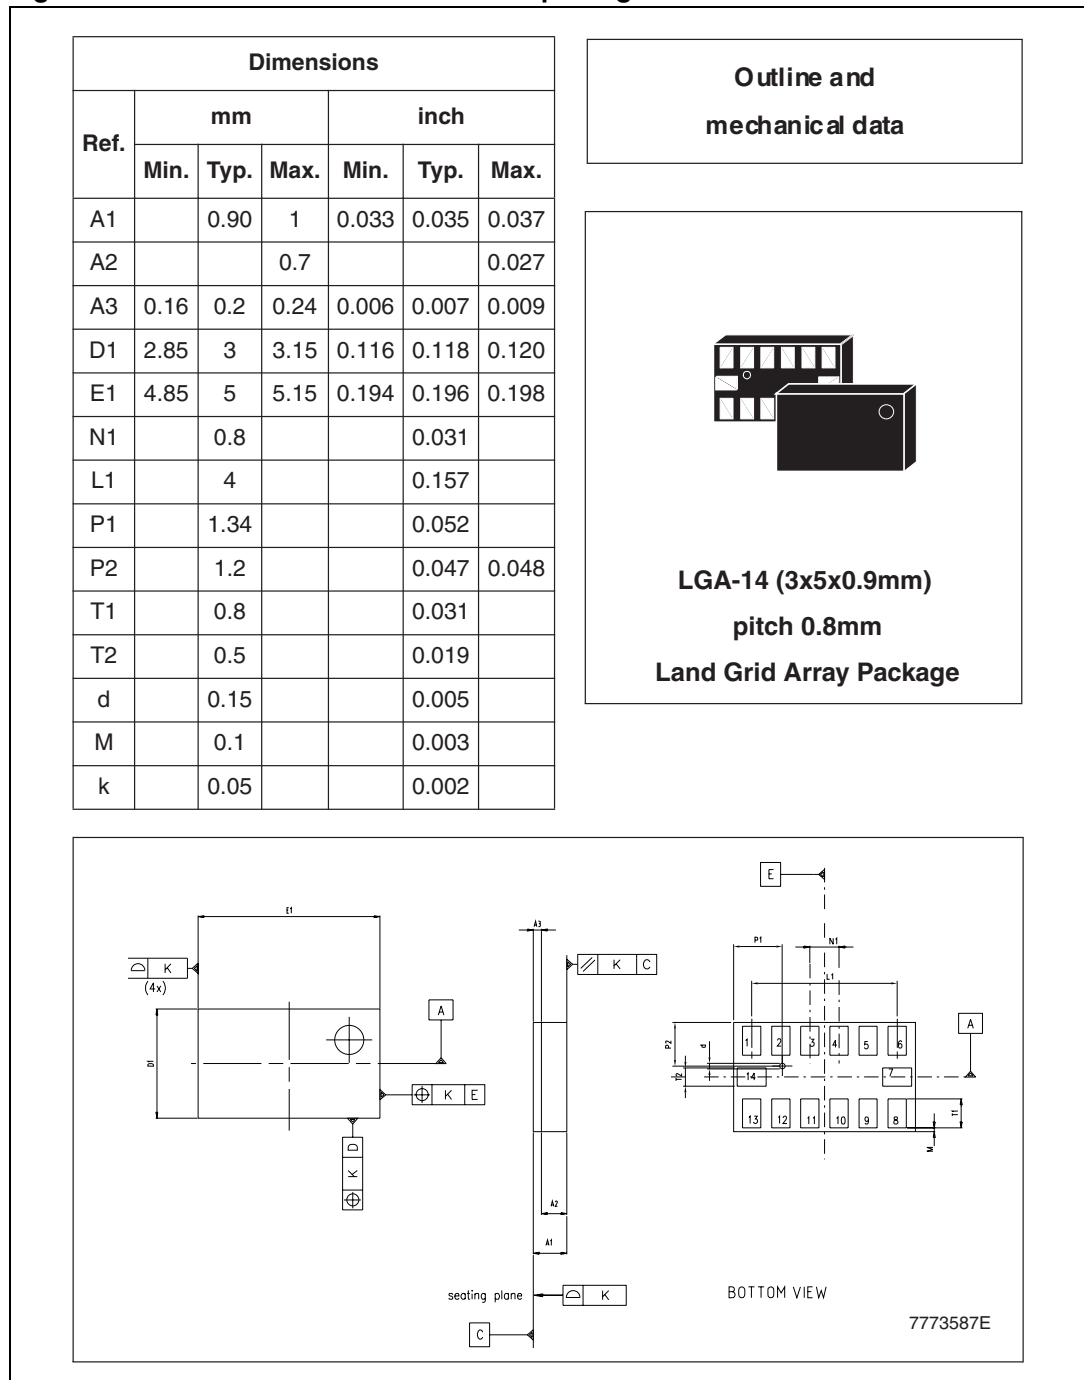 Dimensions
Ref. mm inch
Min. Typ. Max. Min. Typ. Max.
A1 0.90 1 0.033 0.035 0.037
A2 0.7 0.027
A3 0.16 0.2 0.24 0.006 0.007 0.009
D1 2.85 3 3.15 0.116 0.118 0.120
E1 4.85 5 5.15 0.194 0.196 0.198
N1 0.8 0.031
L1 4 0.157
P1 1.34 0.052
P2 1.2 0.047 0.048
T1 0.8 0.031
T2 0.5 0.019
d 0.15 0.005
M 0.1 0.003
k 0.05 0.002
Outline and
mechanical data
LGA-14 (3x5x0.9mm)
pitch 0.8mm
Land Grid Array Package
E1
K
(4x)
D1
A
K E
K D
A3
K C
A2
A1
seating plane
K
C
E
P1
N1
L1
P2
d
T2
A
1 2 3 4 5 6
14 7
13 12 11 10 9 8
T1
M
BOTTOM VIEW
7773587E